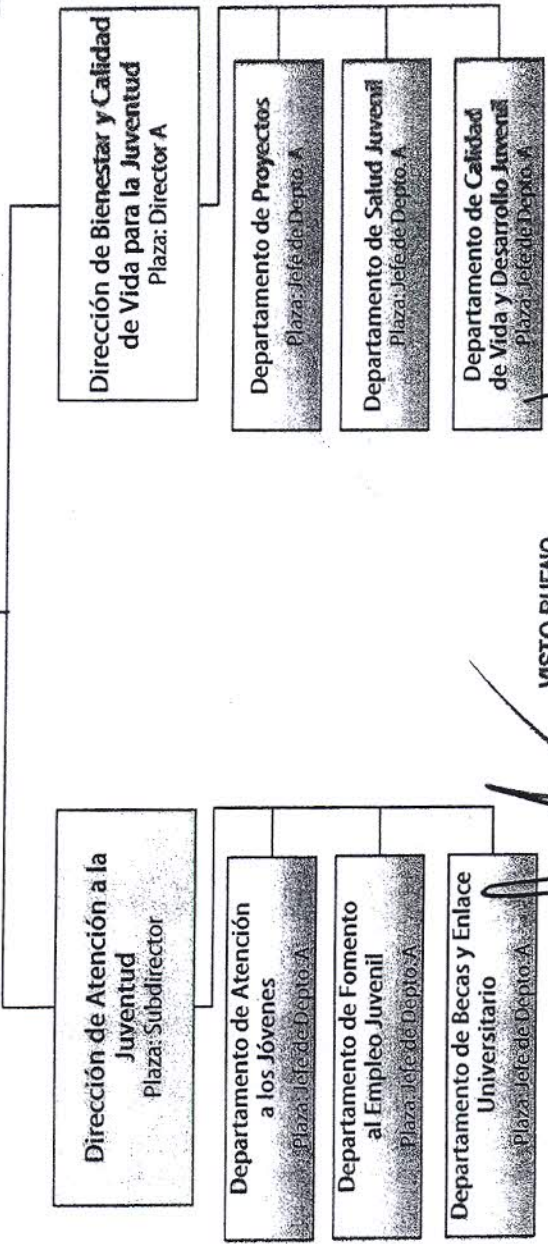 Dirección de Atención a la
Juventud
Plaza: Subdirector
Departamento de Atención
a los Jóvenes
Plaza: Jefe de Depto. A
Departamento de Fomento
al Empleo Juvenil
Plaza: Jefe de Depto. A
Departamento de Becas y Enlace
Universitario
Plaza: Jefe de Depto. A
Dirección de Bienestar y Calidad
de Vida para la Juventud
Plaza: Director A
Departamento de Proyectos
Plaza: Jefe de Depto. A
Departamento de Salud Juvenil
Plaza: Jefe de Depto. A
Departamento de Calidad
de Vida y Desarrollo Juvenil
Plaza: Jefe de Depto. A
VISTO BUENO